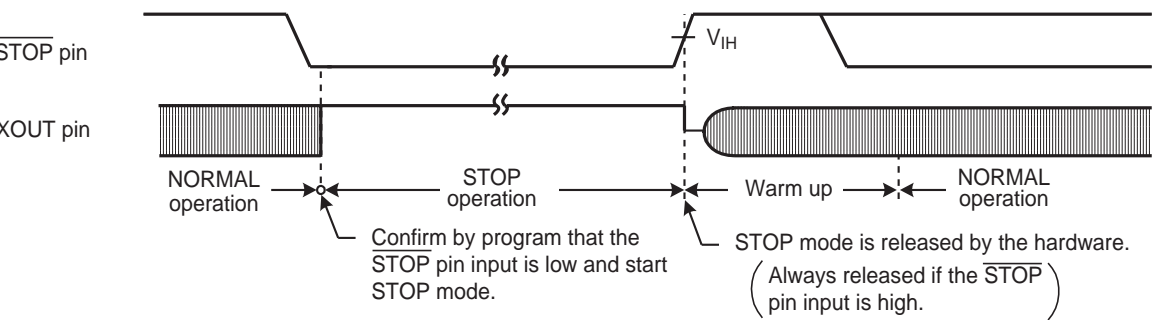 STOP pin
V_IH
XOUT pin
NORMAL
operation
STOP
operation
Warm up
NORMAL
operation
Confirm by program that the
STOP pin input is low and start
STOP mode.
STOP mode is released by the hardware.
( Always released if the STOP
pin input is high. )